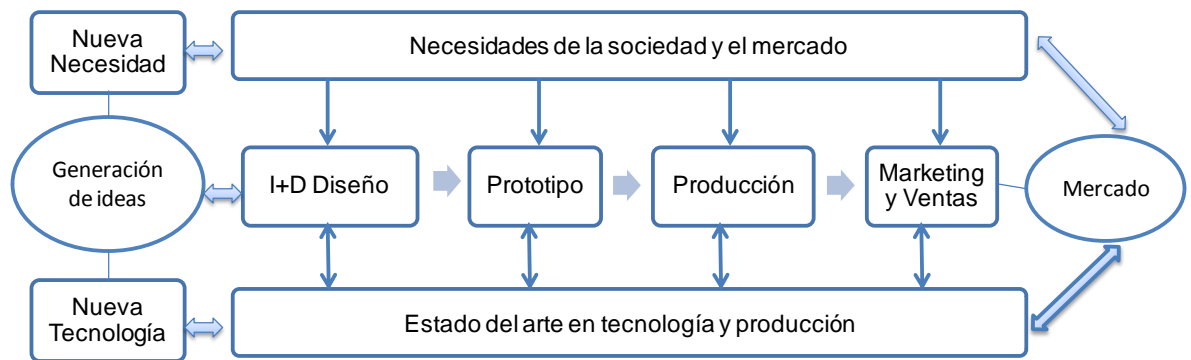 Nueva
Necesidad
Necesidades de la sociedad y el mercado
Generación
de ideas
I+D Diseño
Prototipo
Producción
Marketing
y Ventas
Mercado
Nueva
Tecnología
Estado del arte en tecnología y producción